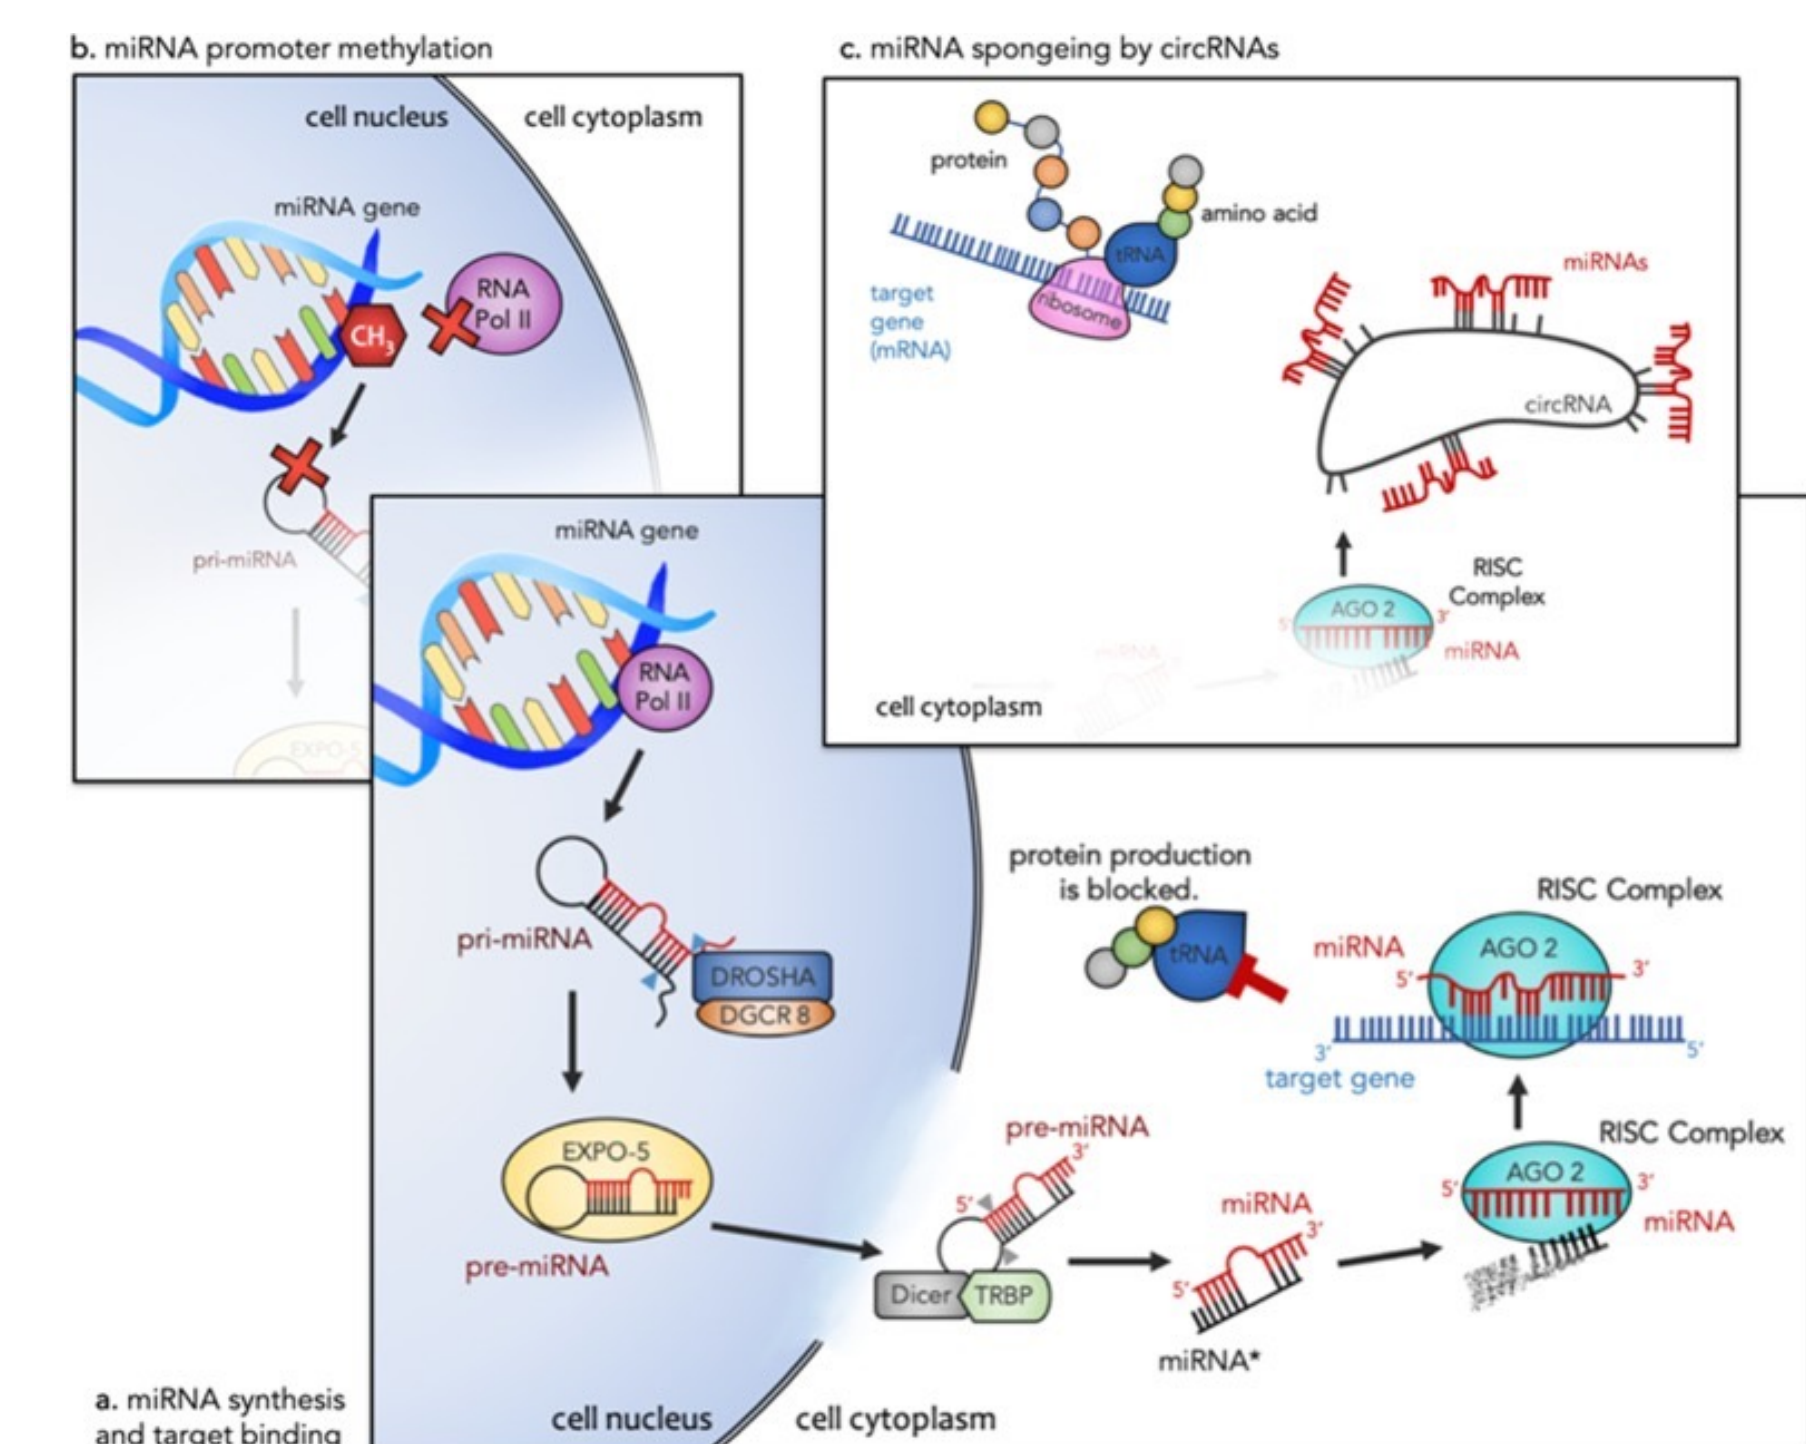 b. miRNA promoter methylation
cell nucleus
cell cytoplasm
miRNA gene
RNA
Pol II
CH3
pri-miRNA
EXPO-5
c. miRNA spongeing by circRNAs
protein
amino acid
tRNA
ribosome
target
gene
(mRNA)
miRNAs
circRNA
RISC
Complex
AGO 2
5′
3′
miRNA
miRNA
cell cytoplasm
miRNA gene
RNA
Pol II
pri-miRNA
DROSHA
DGCR 8
EXPO-5
pre-miRNA
protein production
is blocked.
tRNA
RISC Complex
miRNA
AGO 2
5′
3′
3′
5′
target gene
RISC Complex
AGO 2
5′
3′
miRNA
pre-miRNA
3′
5′
Dicer
TRBP
miRNA
3′
5′
miRNA*
a. miRNA synthesis
and target binding
cell nucleus
cell cytoplasm